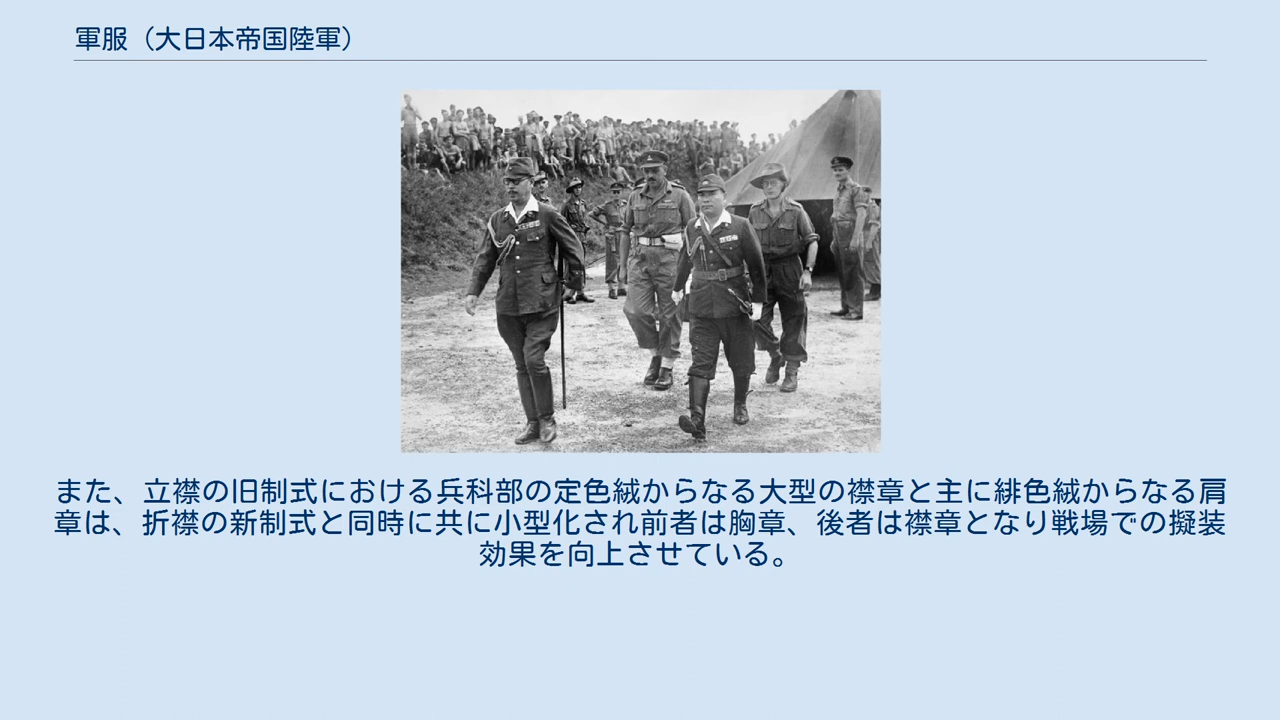 軍服（大日本帝国陸軍）
また、立襟の旧制式における兵科部の定色絨からなる大型の襟章と主に緋色絨からなる肩
章は、折襟の新制式と同時に共に小型化され前者は胸章、後者は襟章となり戦場での擬装
効果を向上させている。